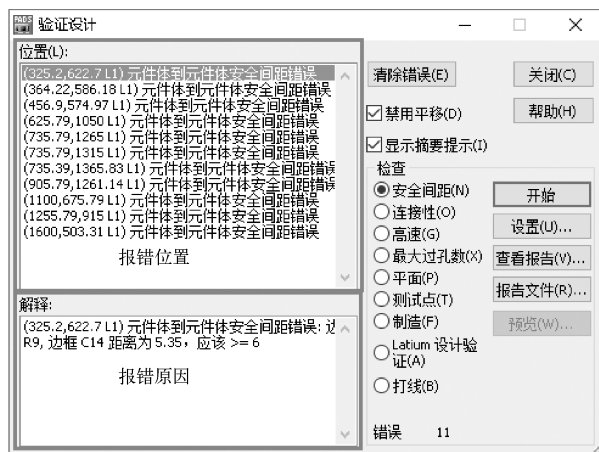 PADS 验证设计
位置(L):
(325.2,622.7 L1) 元件体到元件体安全间距错误
(364.22,586.18 L1) 元件体到元件体安全间距错误
(456.9,574.97 L1) 元件体到元件体安全间距错误
(625.79,1050 L1) 元件体到元件体安全间距错误
(735.79,1265 L1) 元件体到元件体安全间距错误
(735.79,1315 L1) 元件体到元件体安全间距错误
(735.39,1365.83 L1) 元件体到元件体安全间距错误
(905.79,1261.14 L1) 元件体到元件体安全间距错误
(1100,675.79 L1) 元件体到元件体安全间距错误
(1255.79,915 L1) 元件体到元件体安全间距错误
(1600,503.31 L1) 元件体到元件体安全间距错误
报错位置
解释:
(325.2,622.7 L1) 元件体到元件体安全间距错误: 边
R9, 边框 C14 距离为 5.35，应该 >= 6
报错原因
清除错误(E)
关闭(C)
禁用平移(D)
帮助(H)
显示摘要提示(I)
检查
安全间距(N)
开始
连接性(O)
设置(U)...
高速(G)
最大过孔数(X)
查看报告(V)...
平面(P)
报告文件(R)...
测试点(T)
制造(F)
预览(W)...
Latium 设计验
证(A)
打线(B)
错误 11